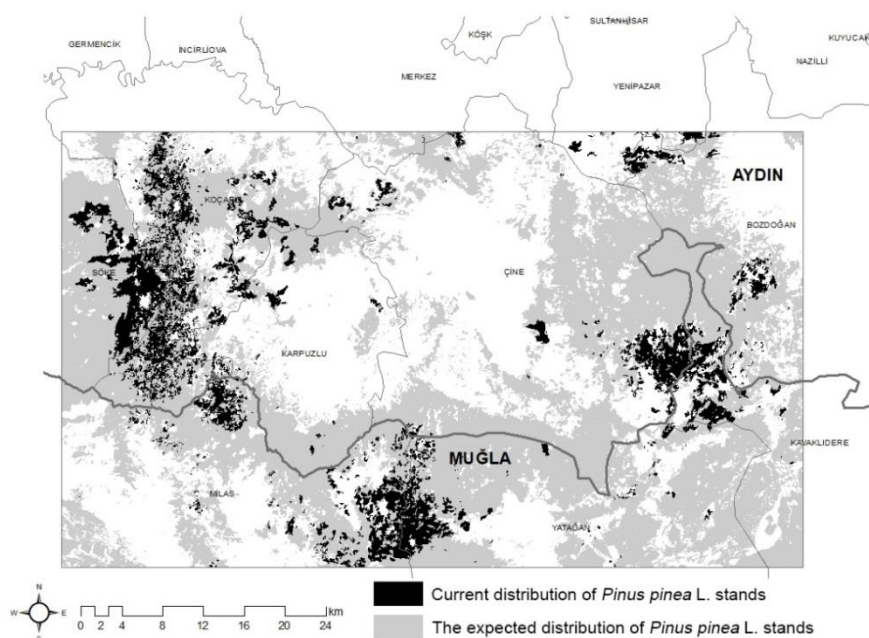 SULTANHİSAR
KUYUCAK
GERMENCİK
İNCİRLİOVA
KÖŞK
NAZİLLİ
MERKEZ
YENİPAZAR
AYDIN
KOÇARLI
BOZDOĞAN
SÖKE
ÇİNE
KARPUZLU
MUĞLA
KAVAKLIDERE
MİLAS
YATAĞAN
N
W E
S
km
0 2 4 8 12 16 20 24
Current distribution of Pinus pinea L. stands
The expected distribution of Pinus pinea L. stands